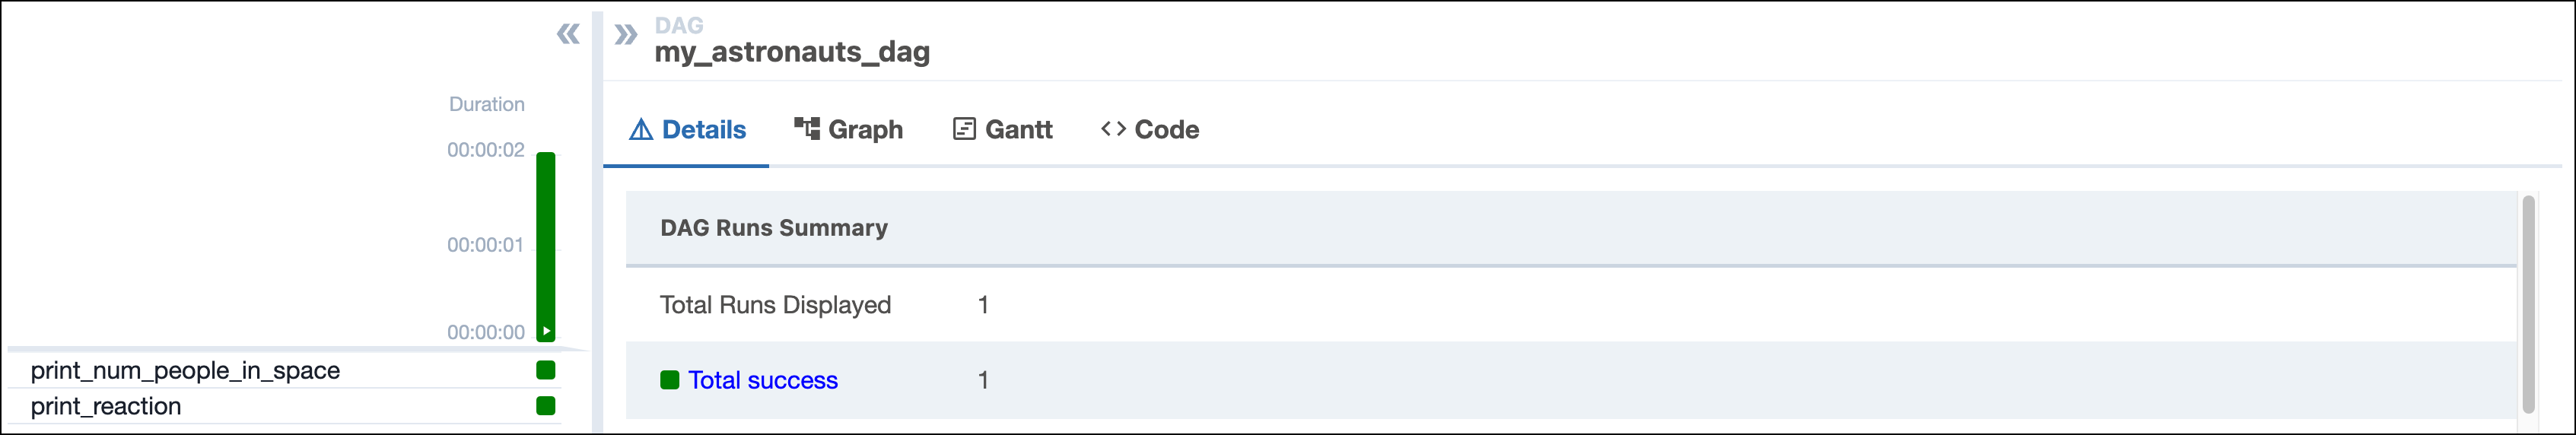 Duration
00:00:02
00:00:01
00:00:00
print_num_people_in_space
print_reaction
DAG
my_astronauts_dag
Details Graph Gantt Code
DAG Runs Summary
Total Runs Displayed 1
Total success 1